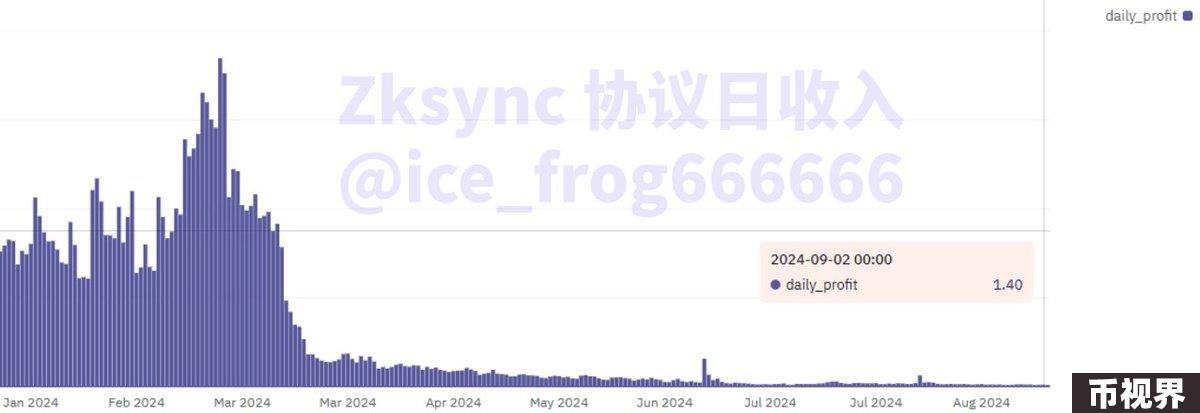 daily_profit
Zksync 协议日收入
@ice_frog666666
2024-09-02 00:00
daily_profit 1.40
Jan 2024 Feb 2024 Mar 2024 Mar 2024 Apr 2024 May 2024 Jun 2024 Jul 2024 Jul 2024 Aug 2024
币视界